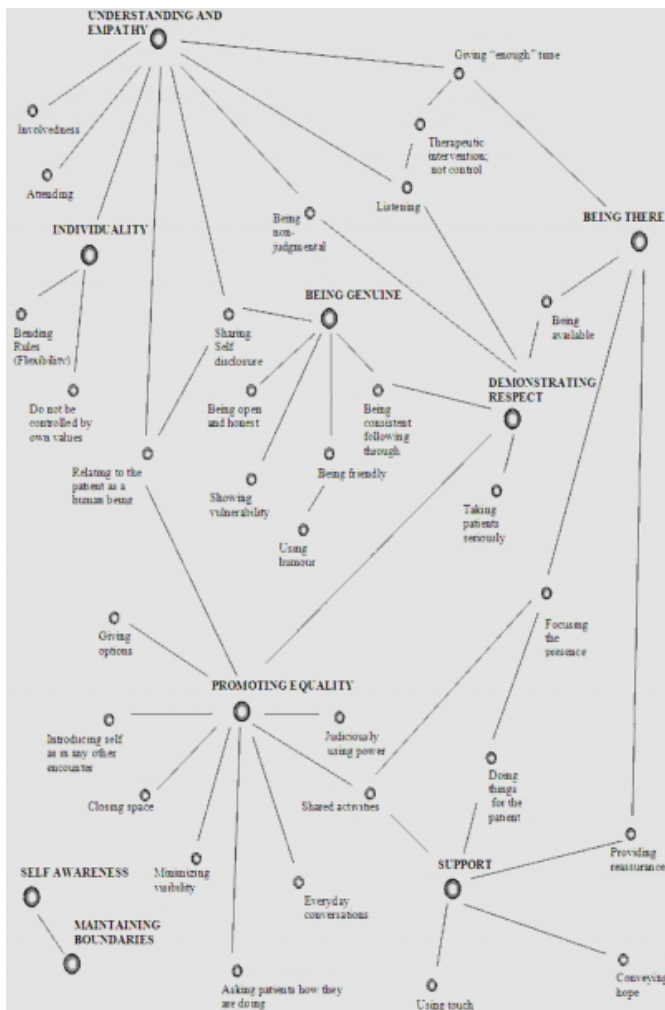 UNDERSTANDING AND
EMPATHY
Giving "enough" time
Involvedness
Therapeutic
intervention;
not control
Attending
Listening
Being
non-
judgmental
BEING THERE
INDIVIDUALITY
BEING GENUINE
Bending
Rules
(Flexibility)
Sharing
Self
disclosure
Being
available
DEMONSTRATING
RESPECT
Do not be
controlled by
own values
Being open
and honest
Being
consistent
following
through
Relating to the
patient as a
human being
Showing
vulnerability
Being friendly
Taking
patients
seriously
Using
humour
Giving
options
Focusing
the
presence
PROMOTING EQUALITY
Introducing self
as in any other
encounter
Judiciously
using power
Closing space
Shared activities
Doing
things
for the
patient
Minimizing
visibility
SUPPORT
Providing
reassurance
SELF AWARENESS
Everyday
conversations
MAINTAINING
BOUNDARIES
Asking patients how they
are doing
Using touch
Conveying
hope